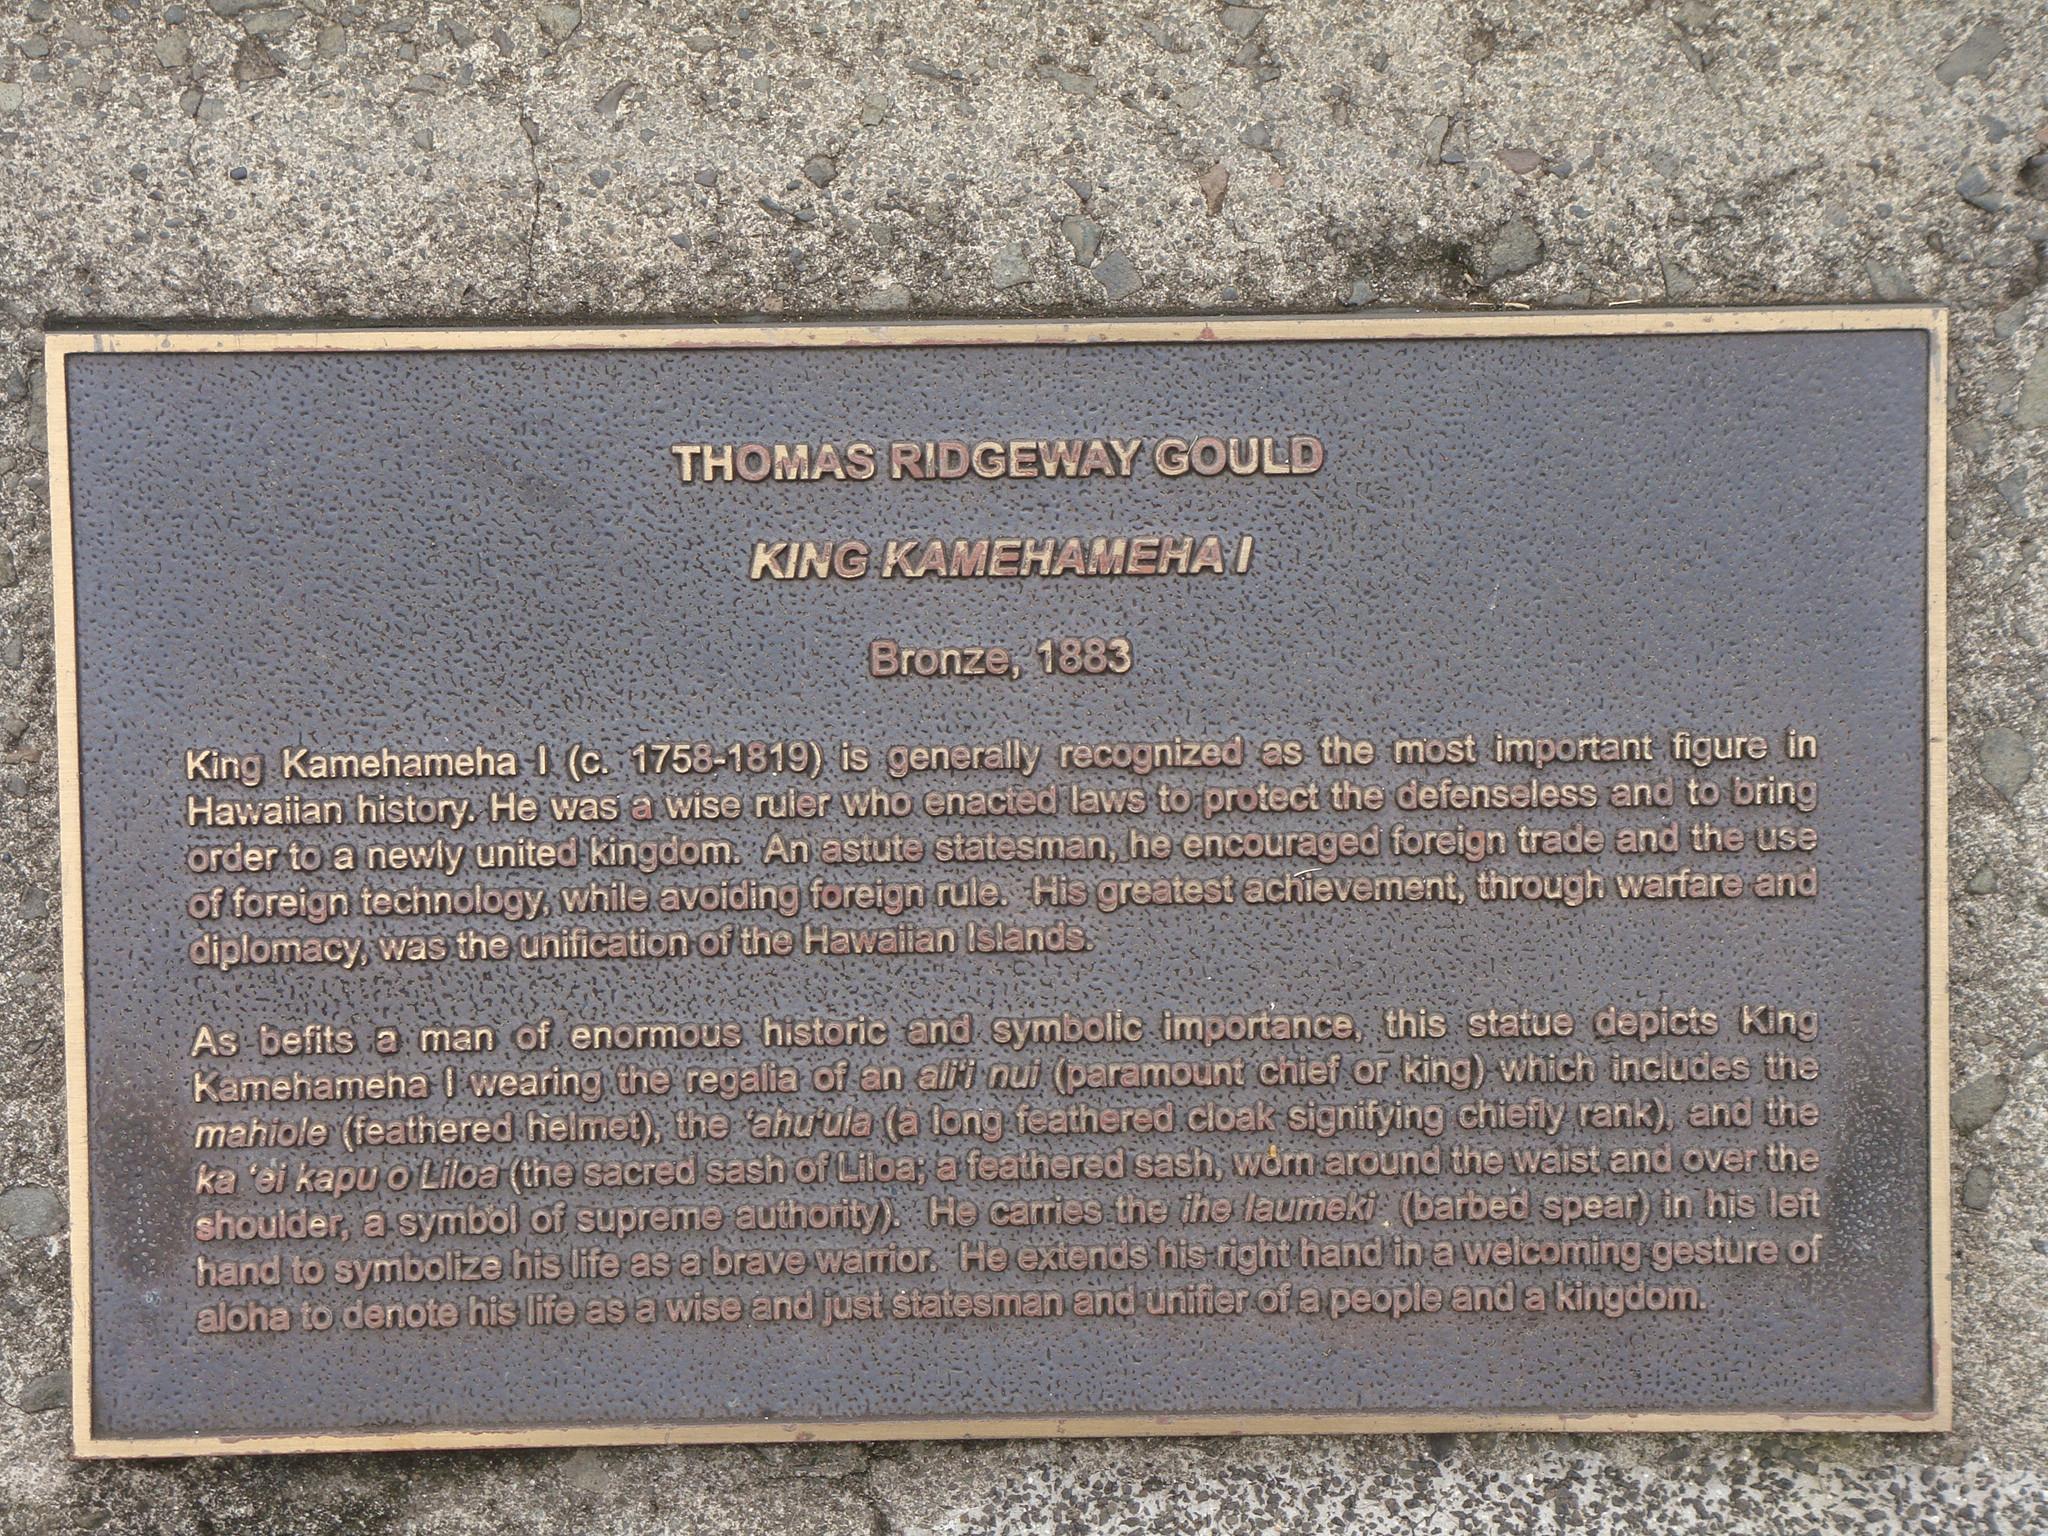 THOMAS RIDGEWAY GOULD
KING KAMEHAMEHA I
Bronze, 1883
King Kamehameha I (c. 1758-1819) is generally recognized as the most important figure in
Hawaiian history. He was a wise ruler who enacted laws to protect the defenseless and to bring
order to a newly united kingdom. An astute statesman, he encouraged foreign trade and the use
of foreign technology, while avoiding foreign rule. His greatest achievement, through warfare and
diplomacy, was the unification of the Hawaiian Islands.
As befits a man of enormous historic and symbolic importance, this statue depicts King
Kamehameha I wearing the regalia of an ali‘i nui (paramount chief or king) which includes the
mahiole (feathered helmet), the ‘ahu‘ula (a long feathered cloak signifying chiefly rank), and the
ka ‘ei kapu o Liloa (the sacred sash of Liloa; a feathered sash, worn around the waist and over the
shoulder, a symbol of supreme authority). He carries the ihe laumeki (barbed spear) in his left
hand to symbolize his life as a brave warrior. He extends his right hand in a welcoming gesture of
aloha to denote his life as a wise and just statesman and unifier of a people and a kingdom.